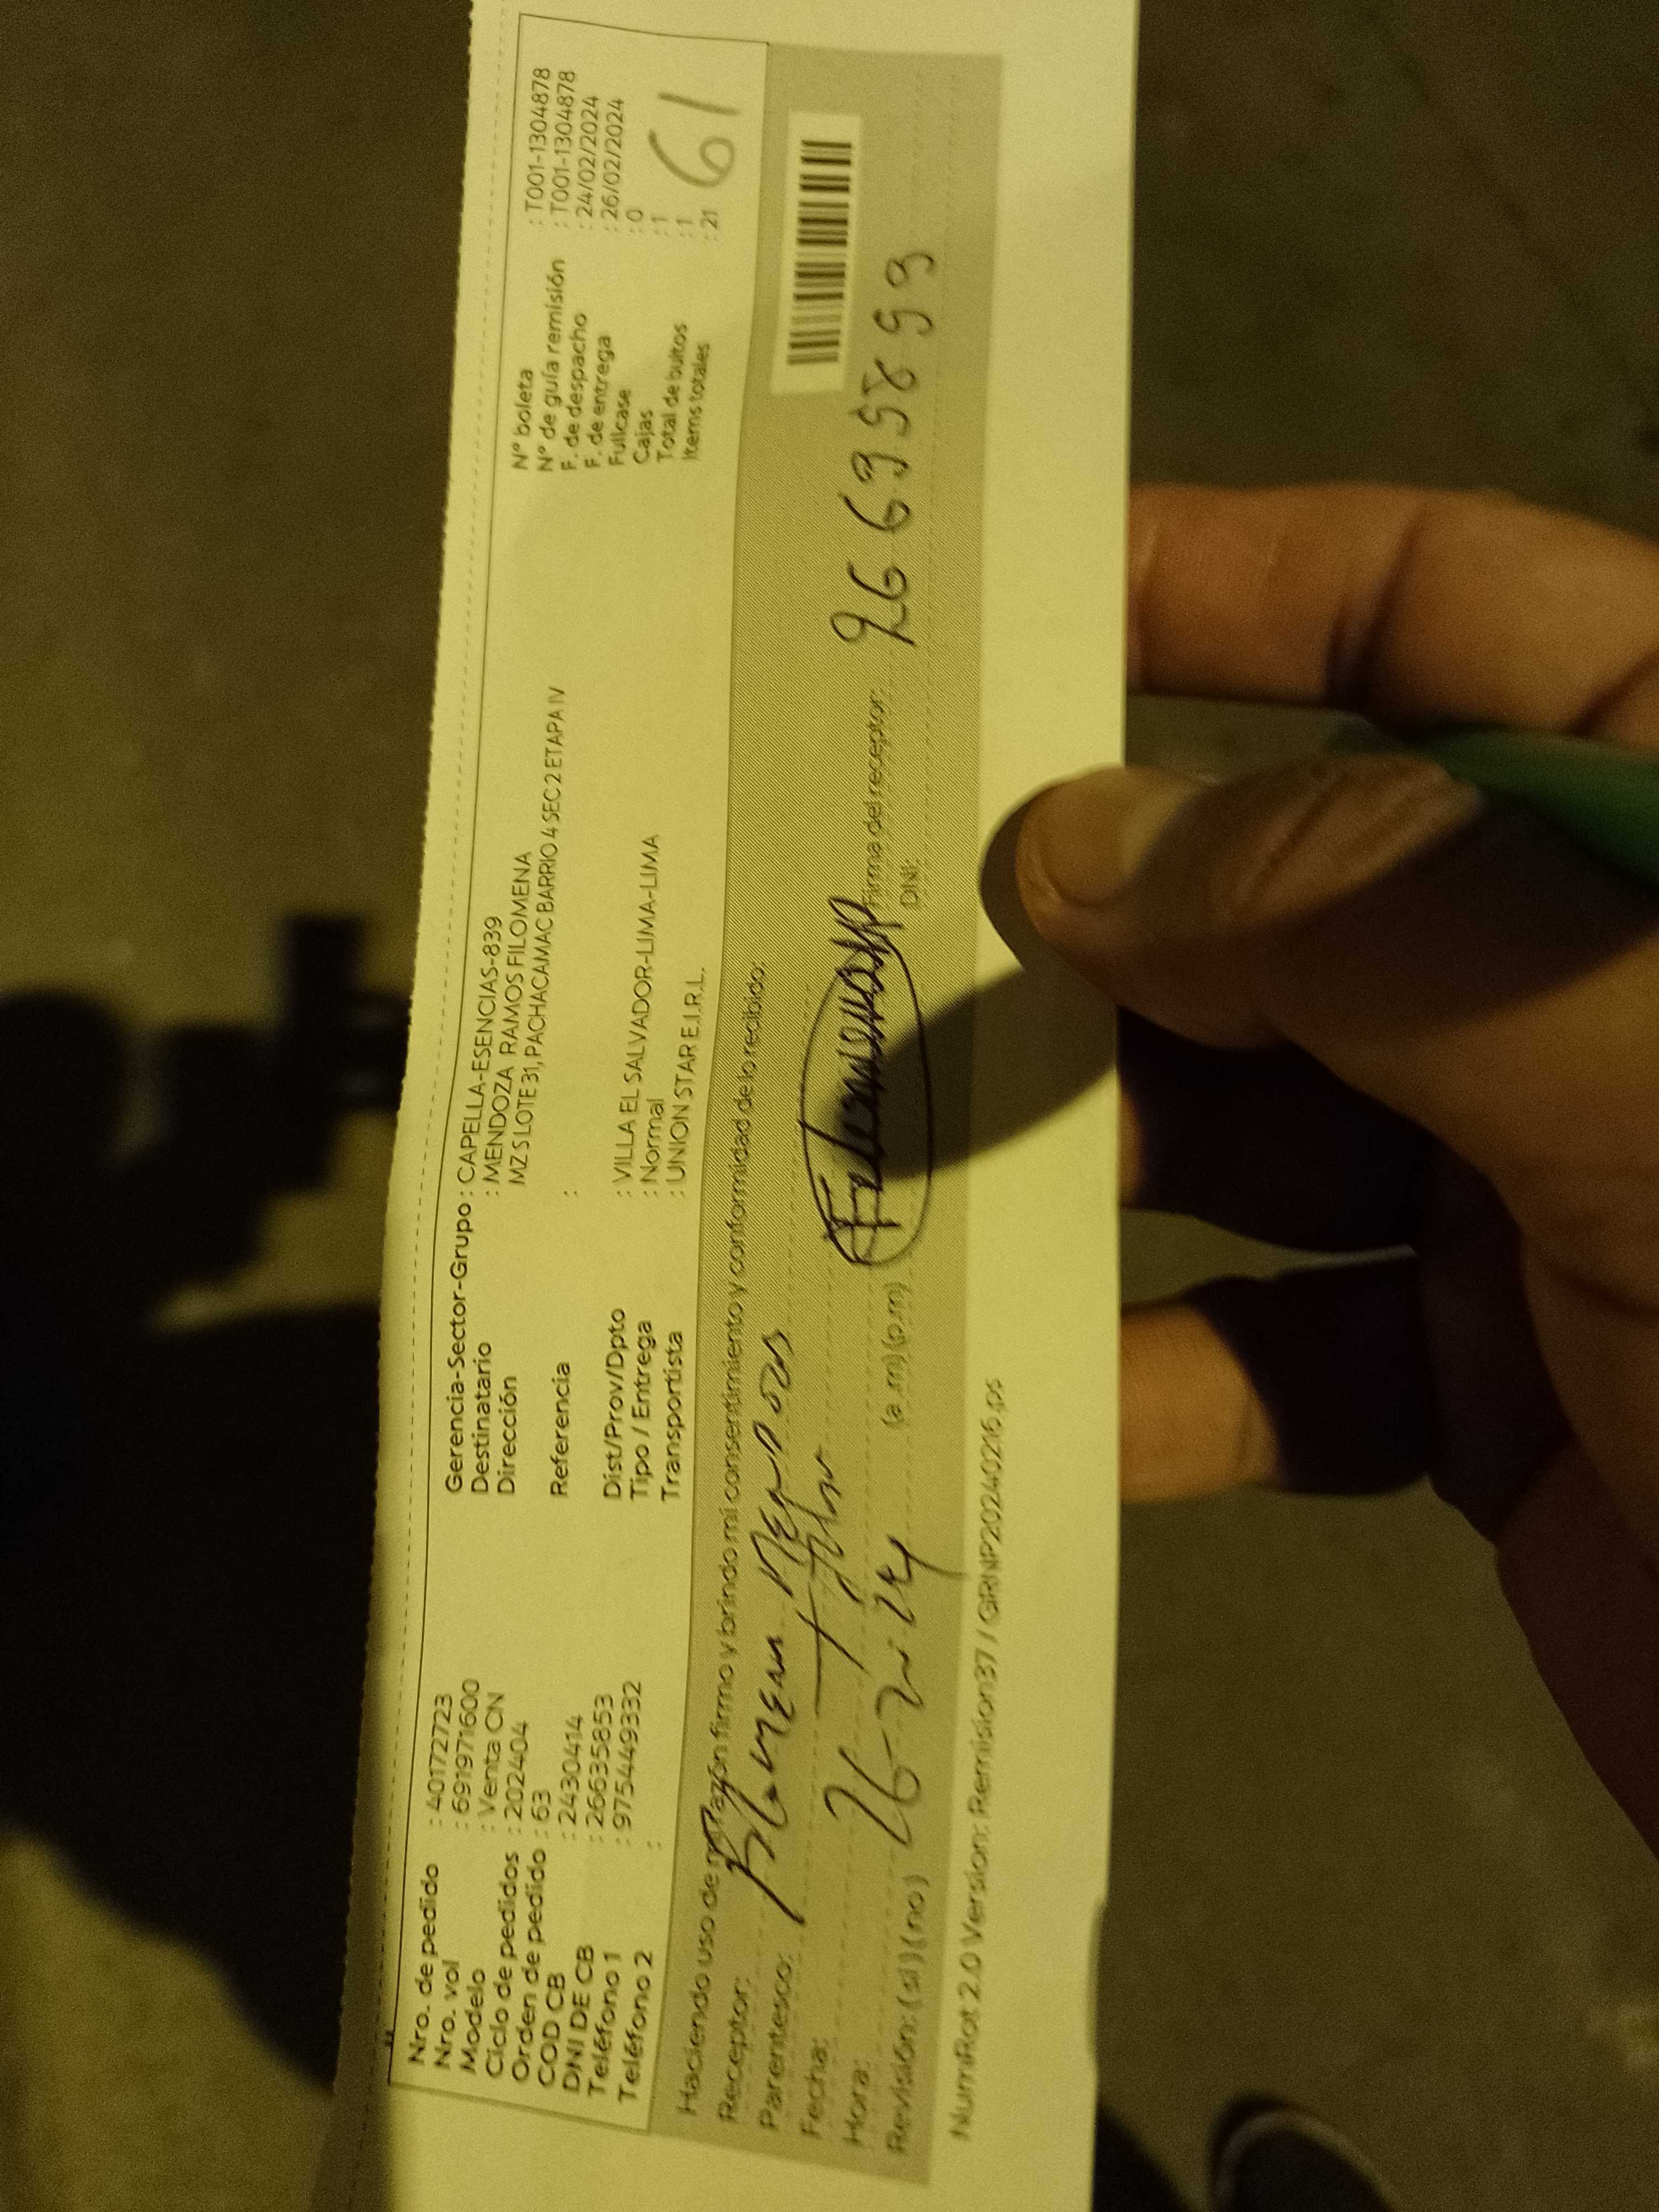 Nro. de pedido : 40172723
Nro. vol : 6919971600
Modelo : Venta CN
Ciclo de pedidos : 202404
Orden de pedido : 63
COD CB : 2430414
DNI DE CB : 26635853
Teléfono 1 : 975449332
Teléfono 2 :
Gerencia-Sector-Grupo : CAPELLA-ESENCIAS-839
Destinatario : MENDOZA RAMOS FILOMENA
Dirección MZ S LOTE 31, PACHACAMAC BARRIO 4 SEC 2 ETAPA IV
Referencia :
Dist/Prov/Dpto : VILLA EL SALVADOR-LIMA-LIMA
Tipo / Entrega : Normal
Transportista : UNION STAR E.I.R.L.
N° boleta : T001-1304878
N° de guía remisión : T001-1304878
F. de despacho : 24/02/2024
F. de entrega : 26/02/2024
Fullcase : 0
Cajas : 1
Total de bultos : 1
Items totales : 21
61
Haciendo uso de mi razón firmo y brindo mi consentimiento y conformidad de lo recibido:
Receptor:
Parentesco:
Fecha:
Hora: 26-2-24 (a.m) (p.m)
Revisión: (si) (no)
Firma del receptor:
DNI:
NumRot 2.0 Version: Remision37 / GRNP20240216.ps